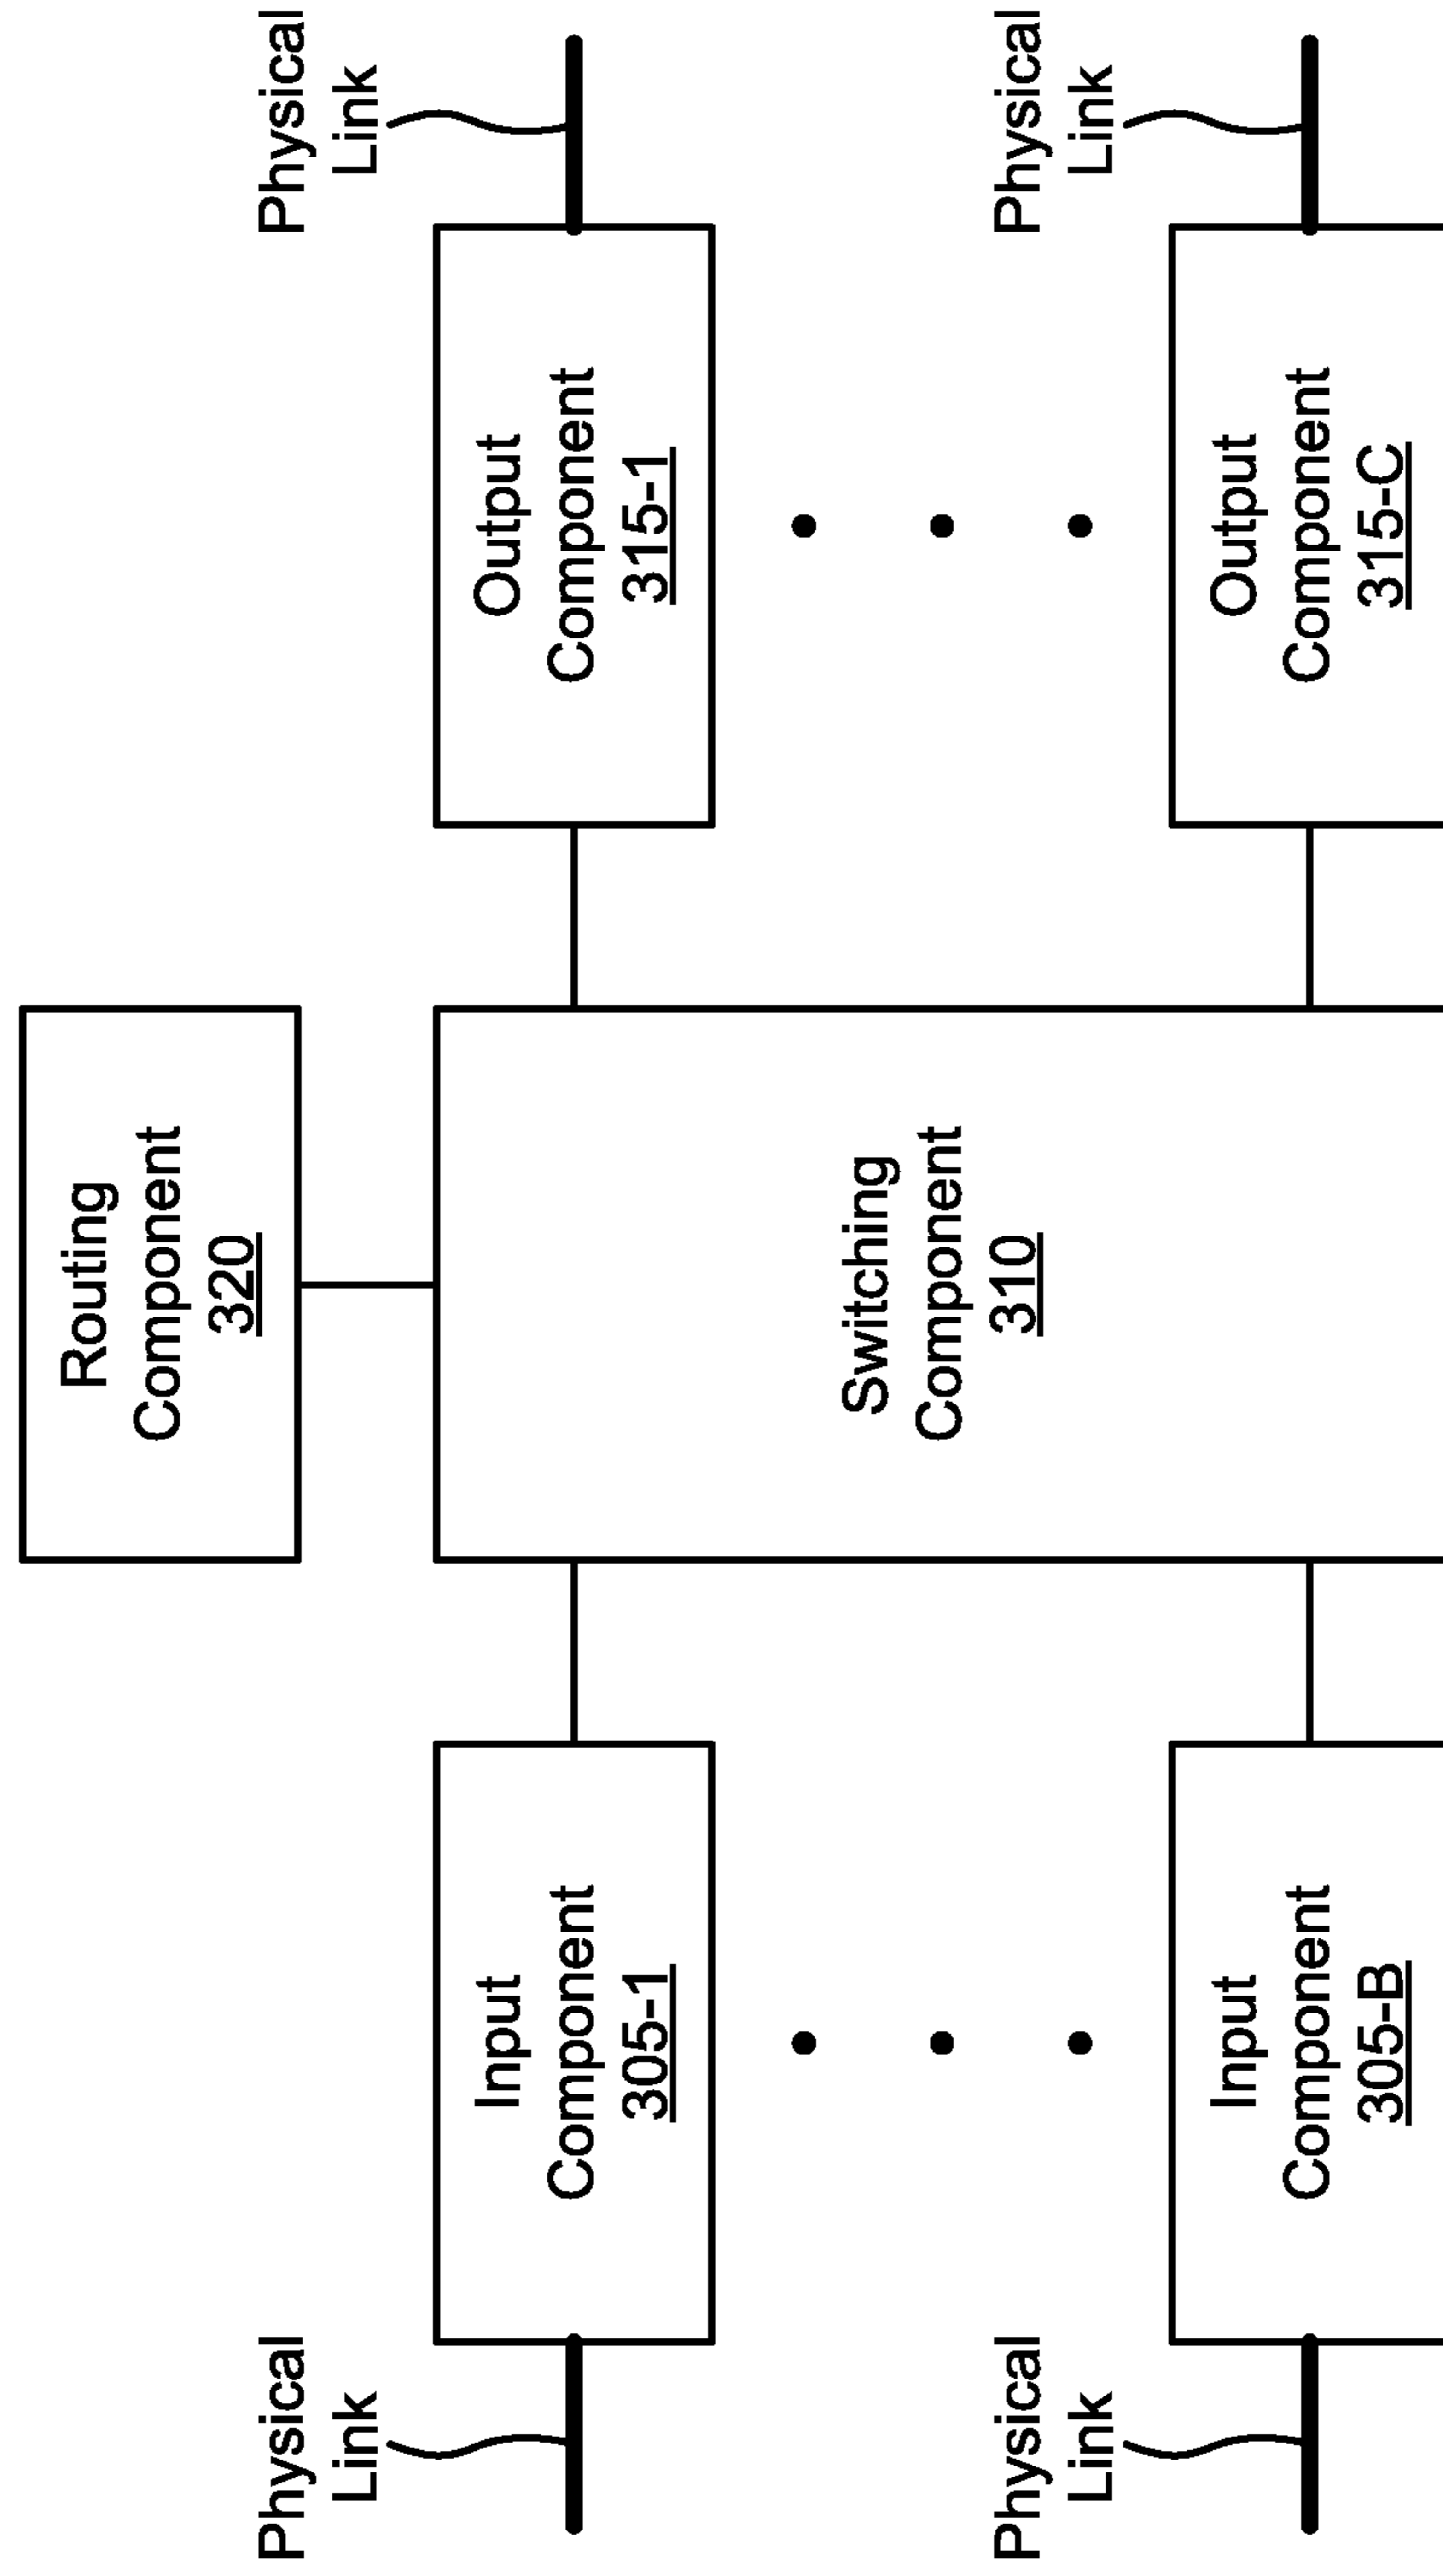 Routing
Component
320
Physical
Link
Input
Component
305-1
Switching
Component
310
Output
Component
315-1
Physical
Link
Physical
Link
Input
Component
305-B
Output
Component
315-C
Physical
Link